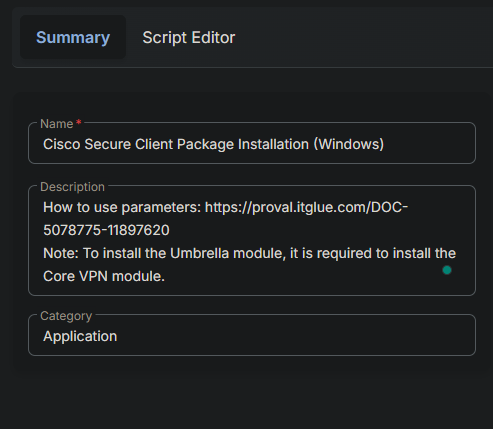 Summary Script Editor
Name *
Cisco Secure Client Package Installation (Windows)
Description
How to use parameters: https://proval.itglue.com/DOC-
5078775-11897620
Note: To install the Umbrella module, it is required to install the
Core VPN module.
Category
Application